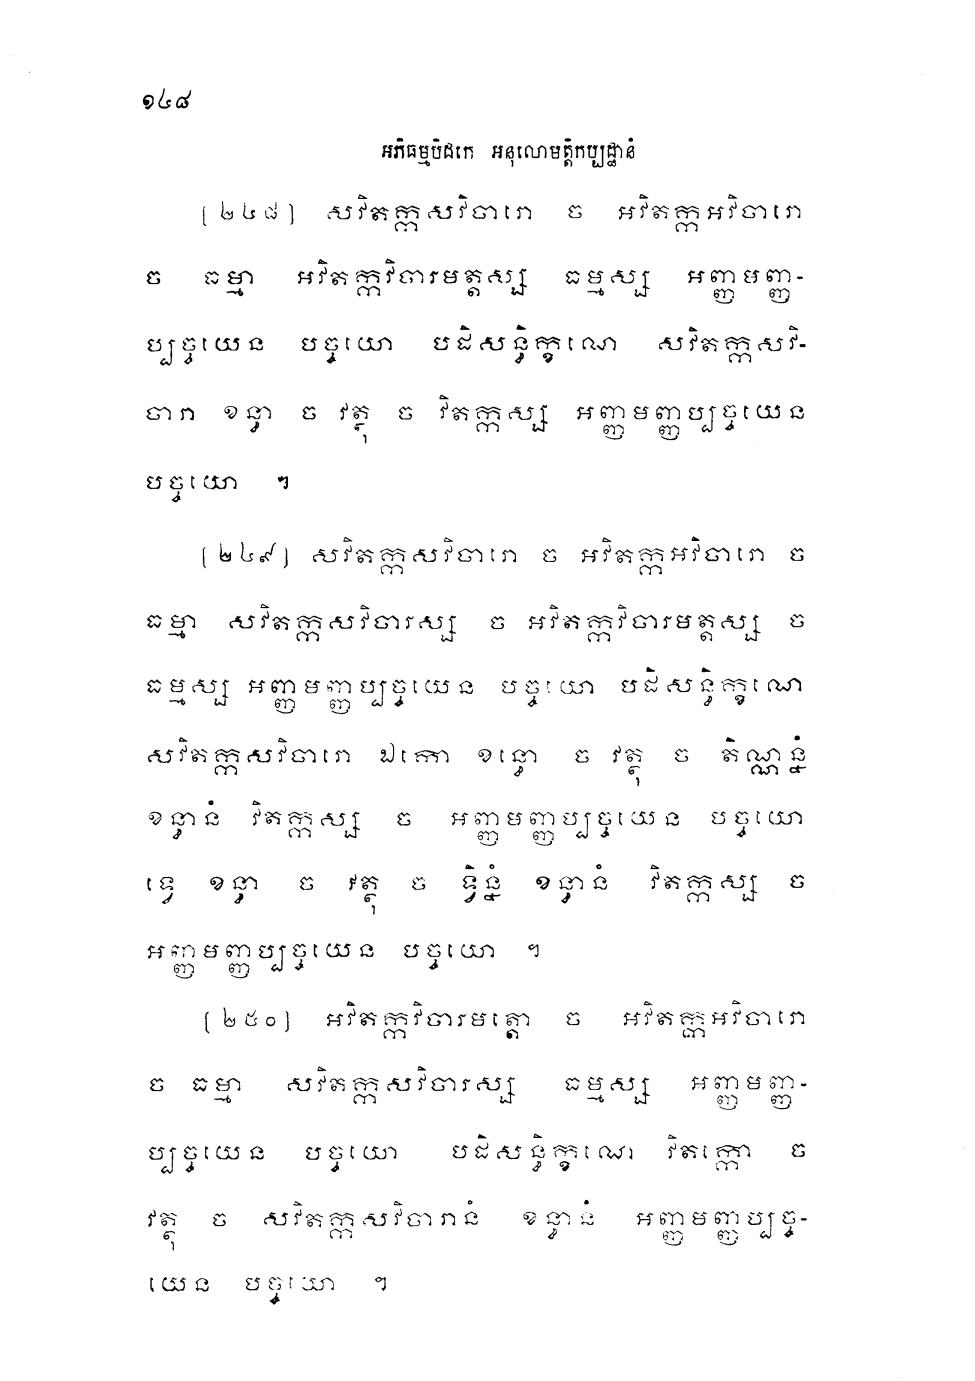 ១៤៨
អភិធម្មបិដកេ អនុលោមត្តិកប្បដ្ឋានំ
[២៤៨] សវិតក្កសវិចារោ ច អវិតក្កអវិចារោ
ច ធម្មា អវិតក្កវិចារមត្តស្ស ធម្មស្ស អញ្ញមញ្ញ-
ប្បច្ចយេន បច្ចយោ បដិសន្ធិក្ខណេ សវិតក្កសវិ-
ចារា ខន្ធា ច វត្ថុ ច វិតក្កស្ស អញ្ញមញ្ញប្បច្ចយេន
បច្ចយោ ។
[២៤៩] សវិតក្កសវិចារោ ច អវិតក្កអវិចារោ ច
ធម្មា សវិតក្កសវិចារស្ស ច អវិតក្កវិចារមត្តស្ស ច
ធម្មស្ស អញ្ញមញ្ញប្បច្ចយេន បច្ចយោ បដិសន្ធិក្ខណេ
សវិតក្កសវិចារោ ឯកោ ខន្ធោ ច វត្ថុ ច តិណ្ណន្នំ
ខន្ធានំ វិតក្កស្ស ច អញ្ញមញ្ញប្បច្ចយេន បច្ចយោ
ទ្វេ ខន្ធា ច វត្ថុ ច ទ្វិន្នំ ខន្ធានំ វិតក្កស្ស ច
អញ្ញមញ្ញប្បច្ចយេន បច្ចយោ ។
[២៥០] អវិតក្កវិចារមត្តោ ច អវិតក្កអវិចារោ
ច ធម្មា សវិតក្កសវិចារស្ស ធម្មស្ស អញ្ញមញ្ញ-
ប្បច្ចយេន បច្ចយោ បដិសន្ធិក្ខណេ វិតក្កោ ច
វត្ថុ ច សវិតក្កសវិចារានំ ខន្ធានំ អញ្ញមញ្ញប្បច្ច-
យេន បច្ចយោ ។